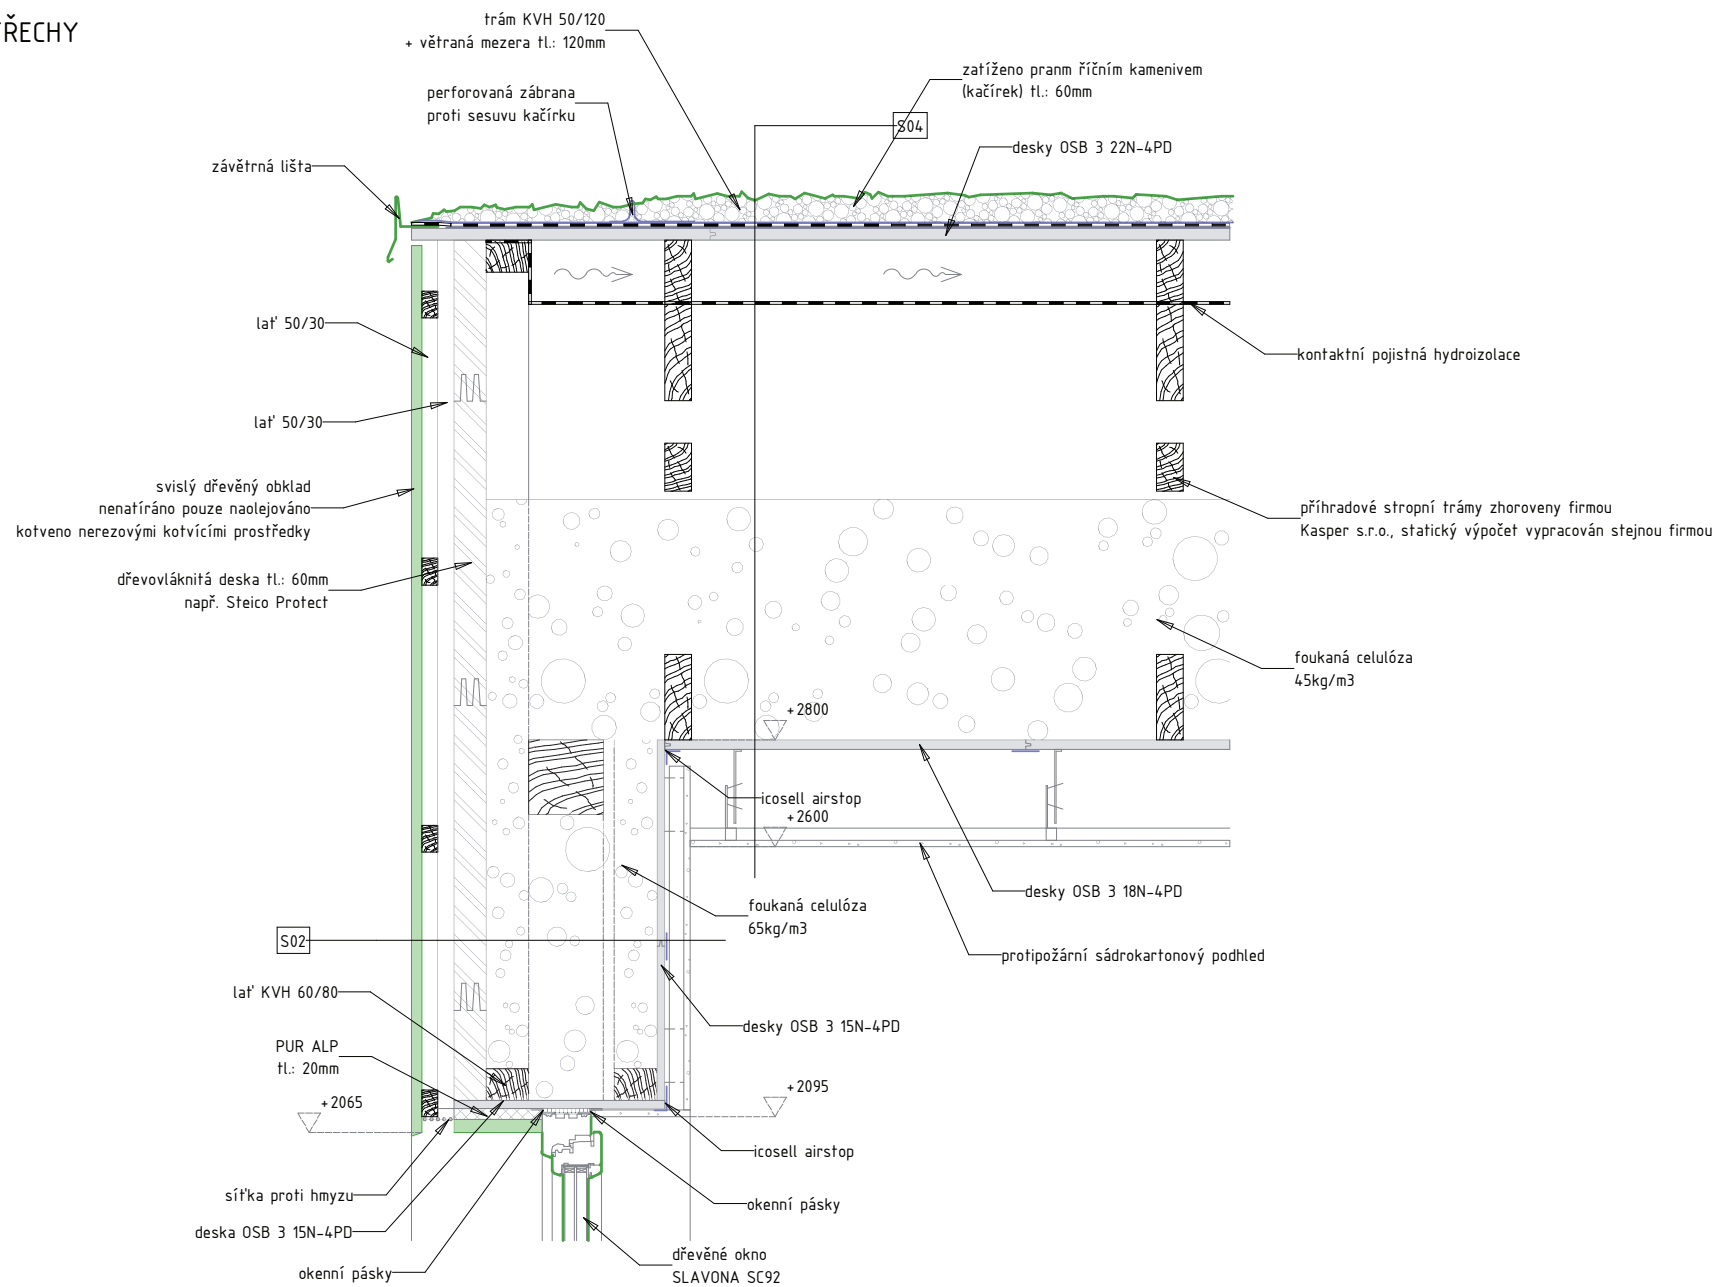 ŘECHY
trám KVH 50/120
+ větraná mezera tl.: 120mm
zatíženo pranm říčním kamenivem
(kačírek) tl.: 60mm
perforovaná zábrana
proti sesuvu kačírku
S04
desky OSB 3 22N-4PD
závětrná lišta
lať 50/30
kontaktní pojistná hydroizolace
lať 50/30
svislý dřevěný obklad
nenatíráno pouze naolejováno
kotveno nerezovými kotvícími prostředky
příhradové stropní trámy zhoroveny firmou
Kasper s.r.o., statický výpočet vypracován stejnou firmou
dřevovláknitá deska tl.: 60mm
např. Steico Protect
foukaná celulóza
45kg/m3
+2800
icosell airstop
+2600
desky OSB 3 18N-4PD
foukaná celulóza
65kg/m3
S02
protipožární sádrokartonový podhled
lať KVH 60/80
desky OSB 3 15N-4PD
PUR ALP
tl.: 20mm
+2065
+2095
icosell airstop
síťka proti hmyzu
okenní pásky
deska OSB 3 15N-4PD
dřevěné okno
SLAVONA SC92
okenní pásky